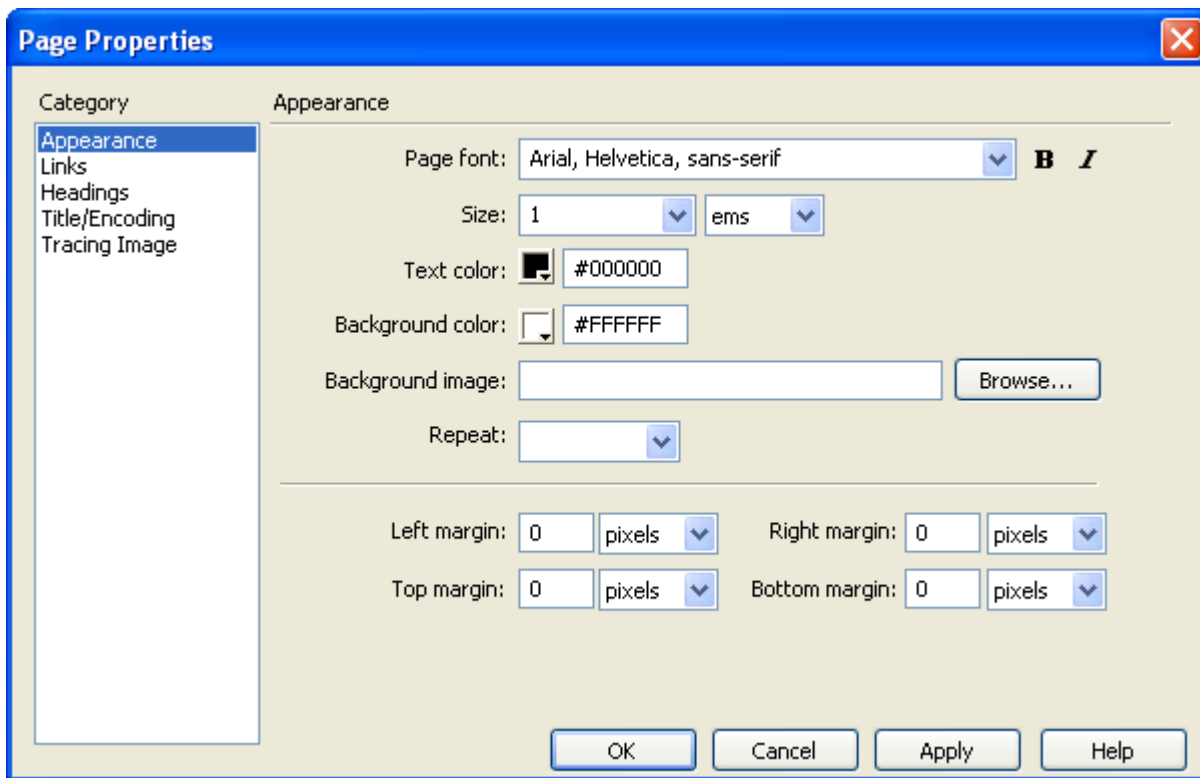 Page Properties
Category
Appearance
Links
Headings
Title/Encoding
Tracing Image
Appearance
Page font: Arial, Helvetica, sans-serif B I
Size: 1 ems
Text color: #000000
Background color: #FFFFFF
Background image: Browse...
Repeat:
Left margin: 0 pixels Right margin: 0 pixels
Top margin: 0 pixels Bottom margin: 0 pixels
OK Cancel Apply Help